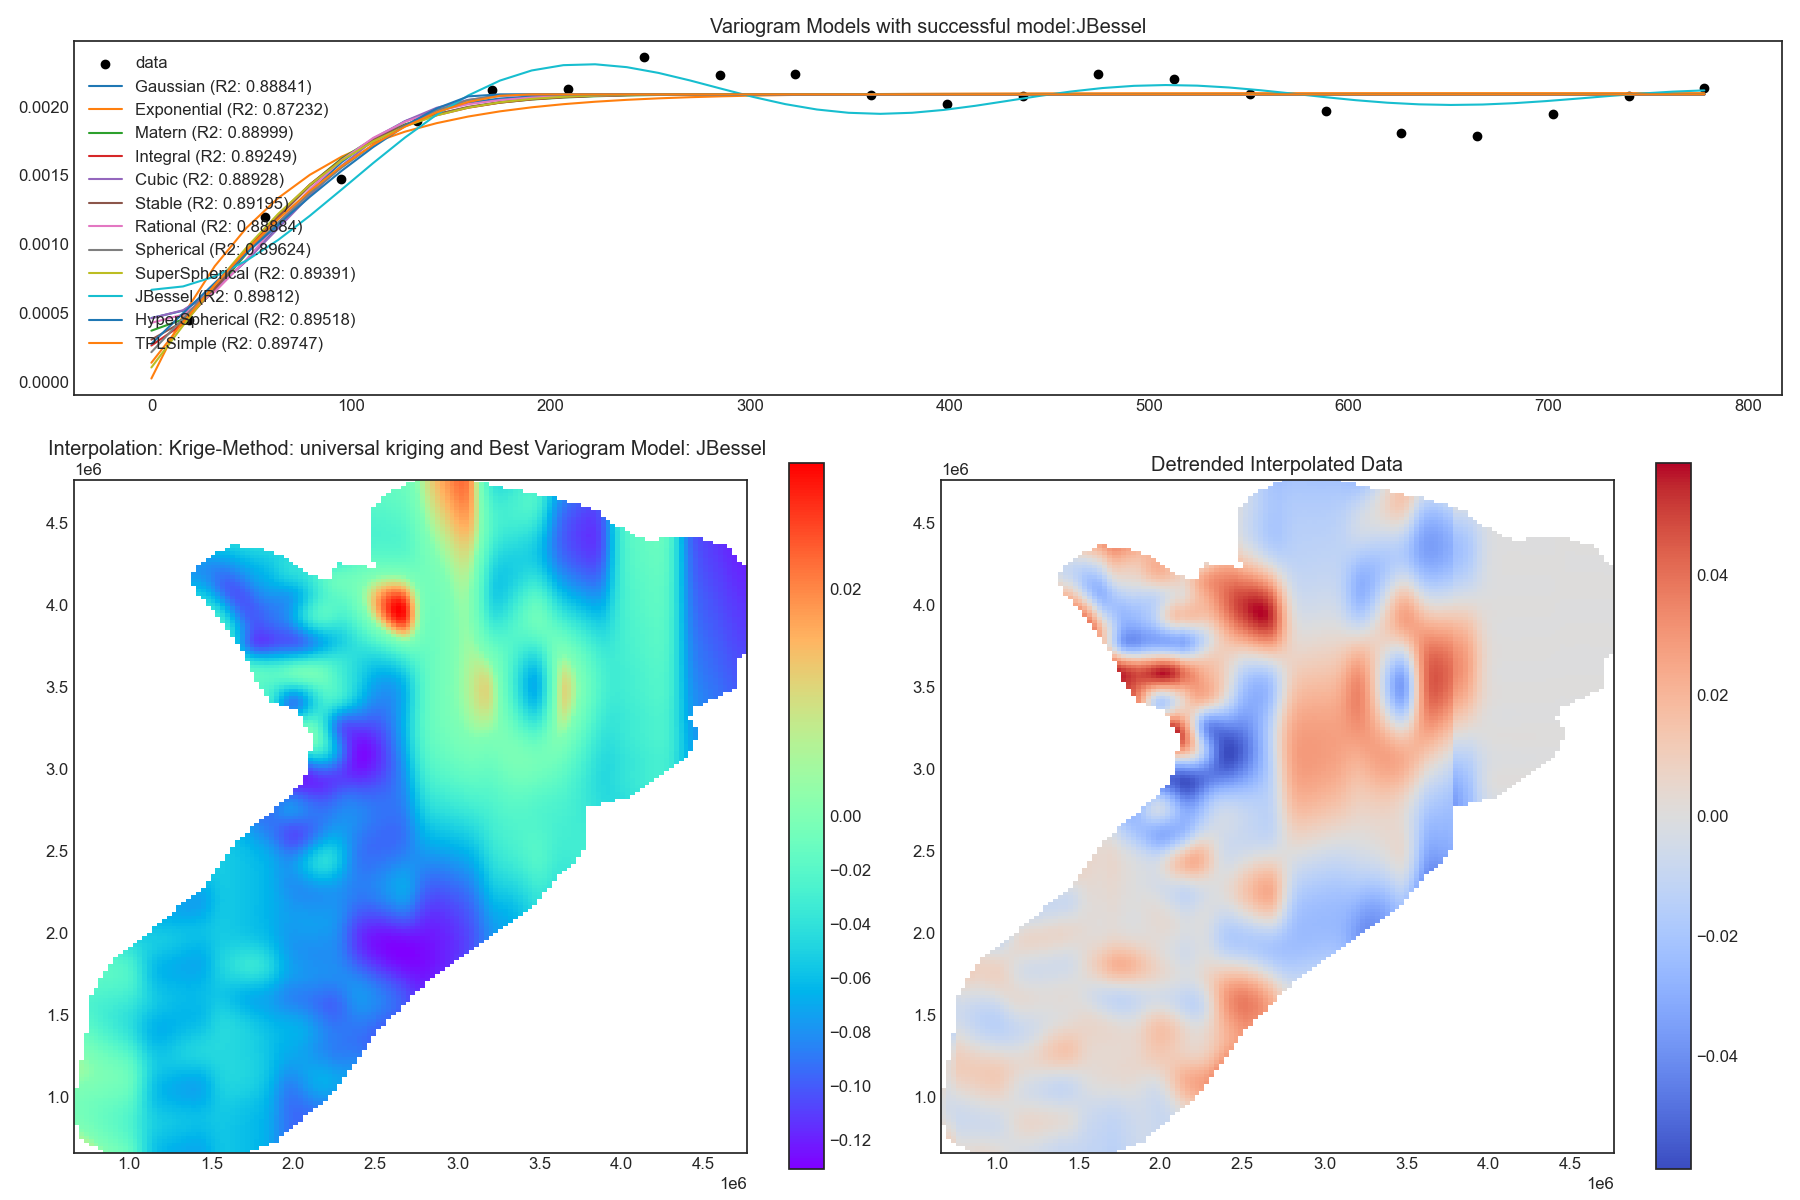 Variogram Models with successful model:JBessel
data
Gaussian (R2: 0.88841)
Exponential (R2: 0.87232)
Matern (R2: 0.88999)
Integral (R2: 0.89249)
Cubic (R2: 0.88928)
Stable (R2: 0.89195)
Rational (R2: 0.88884)
Spherical (R2: 0.89624)
SuperSpherical (R2: 0.89391)
JBessel (R2: 0.89812)
HyperSpherical (R2: 0.89518)
TPLSimple (R2: 0.89747)
0.0020
0.0015
0.0010
0.0005
0.0000
0 100 200 300 400 500 600 700 800
Interpolation: Krige-Method: universal kriging and Best Variogram Model: JBessel
1e6
4.5
4.0
3.5
3.0
2.5
2.0
1.5
1.0
1.0 1.5 2.0 2.5 3.0 3.5 4.0 4.5
1e6
0.02
0.00
−0.02
−0.04
−0.06
−0.08
−0.10
−0.12
Detrended Interpolated Data
1e6
4.5
4.0
3.5
3.0
2.5
2.0
1.5
1.0
1.0 1.5 2.0 2.5 3.0 3.5 4.0 4.5
1e6
0.04
0.02
0.00
−0.02
−0.04